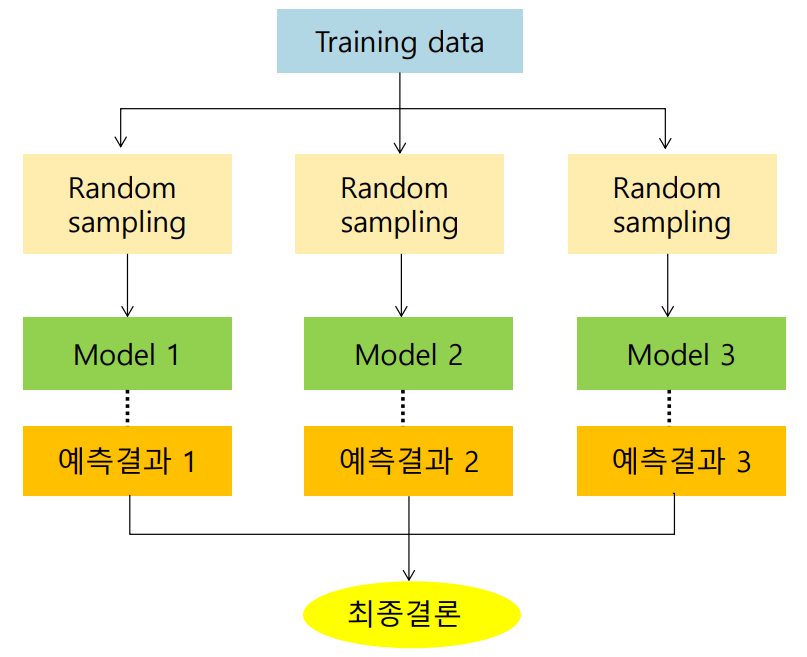 Training data
Random
sampling
Random
sampling
Random
sampling
Model 1
Model 2
Model 3
예측결과 1
예측결과 2
예측결과 3
최종결론